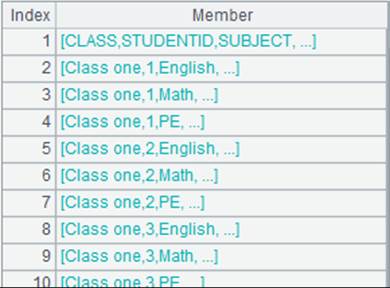 Index Member
1 [CLASS,STUDENTID,SUBJECT, ...]
2 [Class one,1,English, ...]
3 [Class one,1,Math, ...]
4 [Class one,1,PE, ...]
5 [Class one,2,English, ...]
6 [Class one,2,Math, ...]
7 [Class one,2,PE, ...]
8 [Class one,3,English, ...]
9 [Class one,3,Math, ...]
10 [Class one,3,PE, ...]